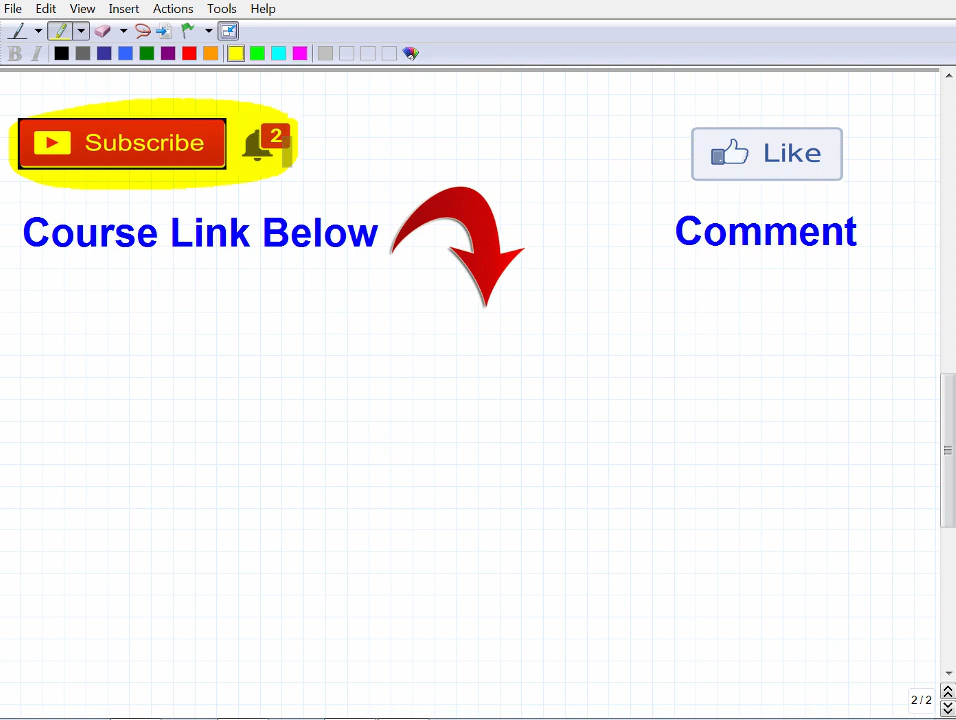 File Edit View Insert Actions Tools Help
B I
Subscribe 2
Like
Course Link Below
Comment
2 / 2